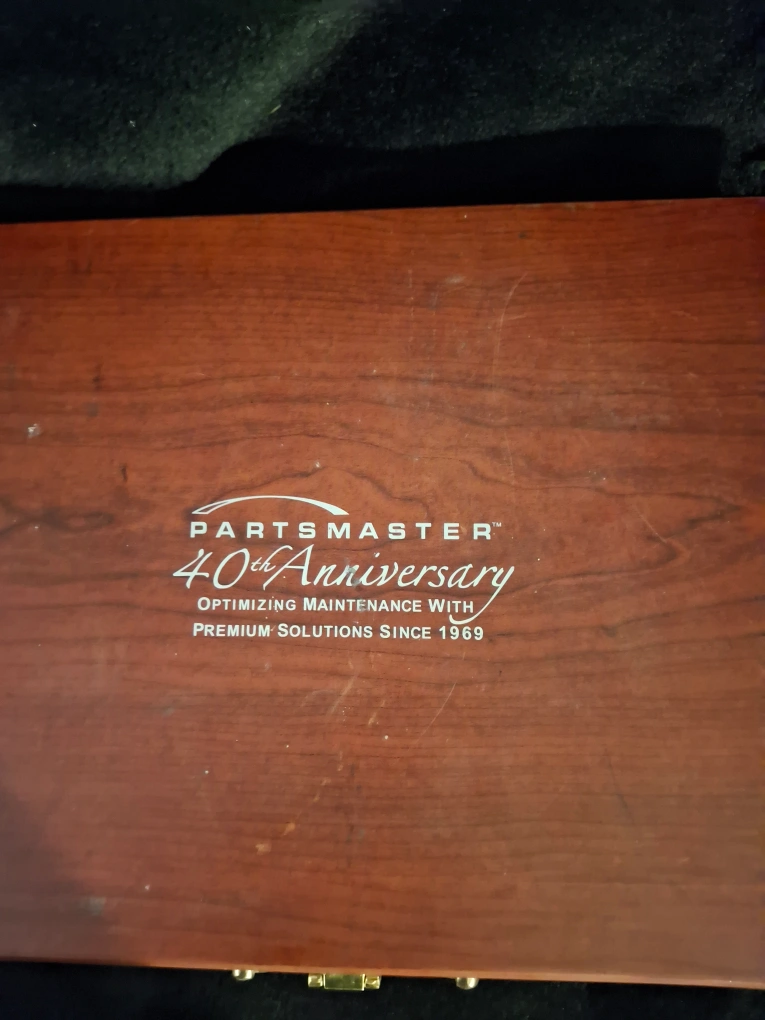 PARTSMASTER™
40th Anniversary
OPTIMIZING MAINTENANCE WITH
PREMIUM SOLUTIONS SINCE 1969